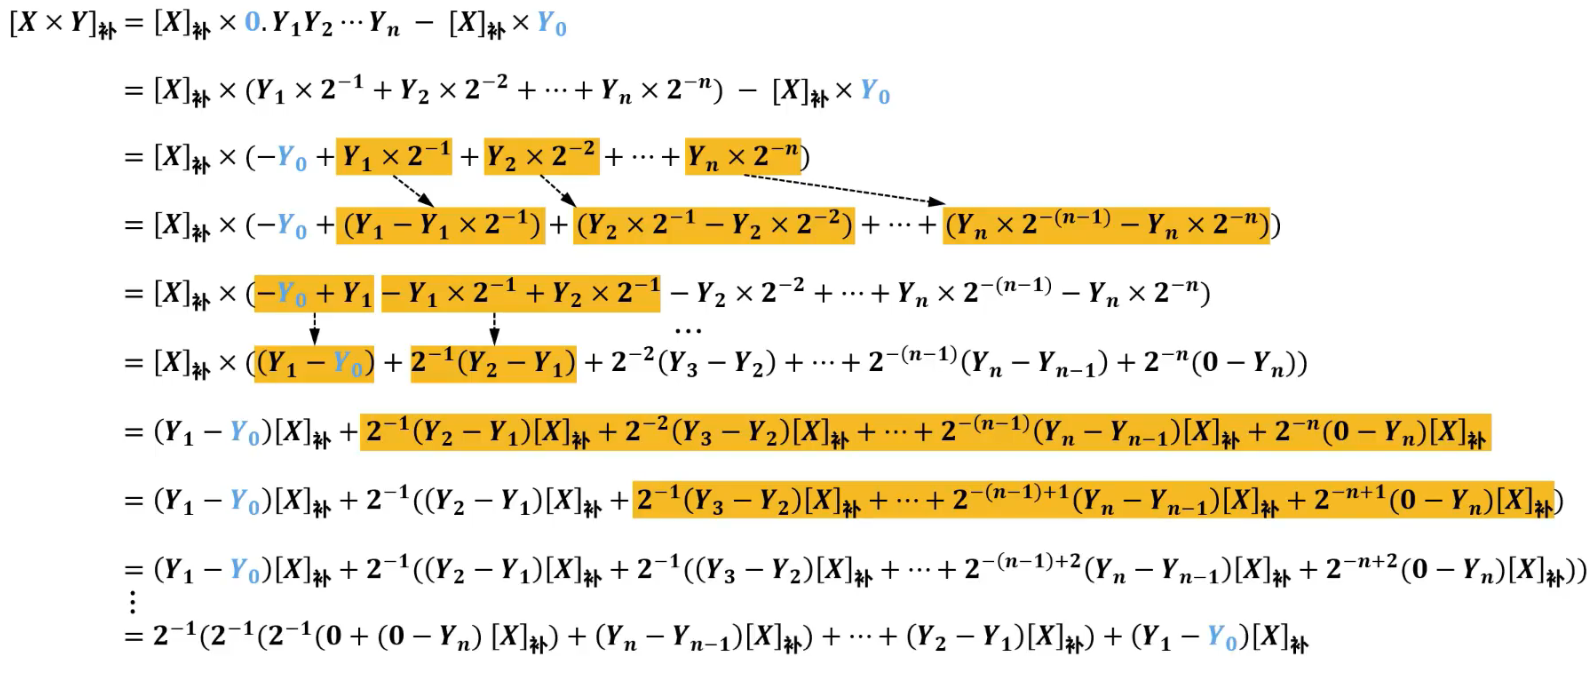 [X × Y]补 = [X]补 × 0. Y₁Y₂ ⋯ Yₙ − [X]补 × Y₀
= [X]补 × (Y₁ × 2⁻¹ + Y₂ × 2⁻² + ⋯ + Yₙ × 2⁻ⁿ) − [X]补 × Y₀
= [X]补 × (−Y₀ + Y₁ × 2⁻¹ + Y₂ × 2⁻² + ⋯ + Yₙ × 2⁻ⁿ)
= [X]补 × (−Y₀ + (Y₁ − Y₁ × 2⁻¹) + (Y₂ × 2⁻¹ − Y₂ × 2⁻²) + ⋯ + (Yₙ × 2⁻⁽ⁿ⁻¹⁾ − Yₙ × 2⁻ⁿ))
= [X]补 × (−Y₀ + Y₁ − Y₁ × 2⁻¹ + Y₂ × 2⁻¹ − Y₂ × 2⁻² + ⋯ + Yₙ × 2⁻⁽ⁿ⁻¹⁾ − Yₙ × 2⁻ⁿ)
⋯
= [X]补 × ((Y₁ − Y₀) + 2⁻¹(Y₂ − Y₁) + 2⁻²(Y₃ − Y₂) + ⋯ + 2⁻⁽ⁿ⁻¹⁾(Yₙ − Yₙ₋₁) + 2⁻ⁿ(0 − Yₙ))
= (Y₁ − Y₀)[X]补 + 2⁻¹(Y₂ − Y₁)[X]补 + 2⁻²(Y₃ − Y₂)[X]补 + ⋯ + 2⁻⁽ⁿ⁻¹⁾(Yₙ − Yₙ₋₁)[X]补 + 2⁻ⁿ(0 − Yₙ)[X]补
= (Y₁ − Y₀)[X]补 + 2⁻¹((Y₂ − Y₁)[X]补 + 2⁻¹(Y₃ − Y₂)[X]补 + ⋯ + 2⁻⁽ⁿ⁻¹⁾⁺¹(Yₙ − Yₙ₋₁)[X]补 + 2⁻ⁿ⁺¹(0 − Yₙ)[X]补)
= (Y₁ − Y₀)[X]补 + 2⁻¹((Y₂ − Y₁)[X]补 + 2⁻¹((Y₃ − Y₂)[X]补 + ⋯ + 2⁻⁽ⁿ⁻¹⁾⁺²(Yₙ − Yₙ₋₁)[X]补 + 2⁻ⁿ⁺²(0 − Yₙ)[X]补))
⋮
= 2⁻¹(2⁻¹(2⁻¹(0 + (0 − Yₙ) [X]补) + (Yₙ − Yₙ₋₁)[X]补) + ⋯ + (Y₂ − Y₁)[X]补) + (Y₁ − Y₀)[X]补